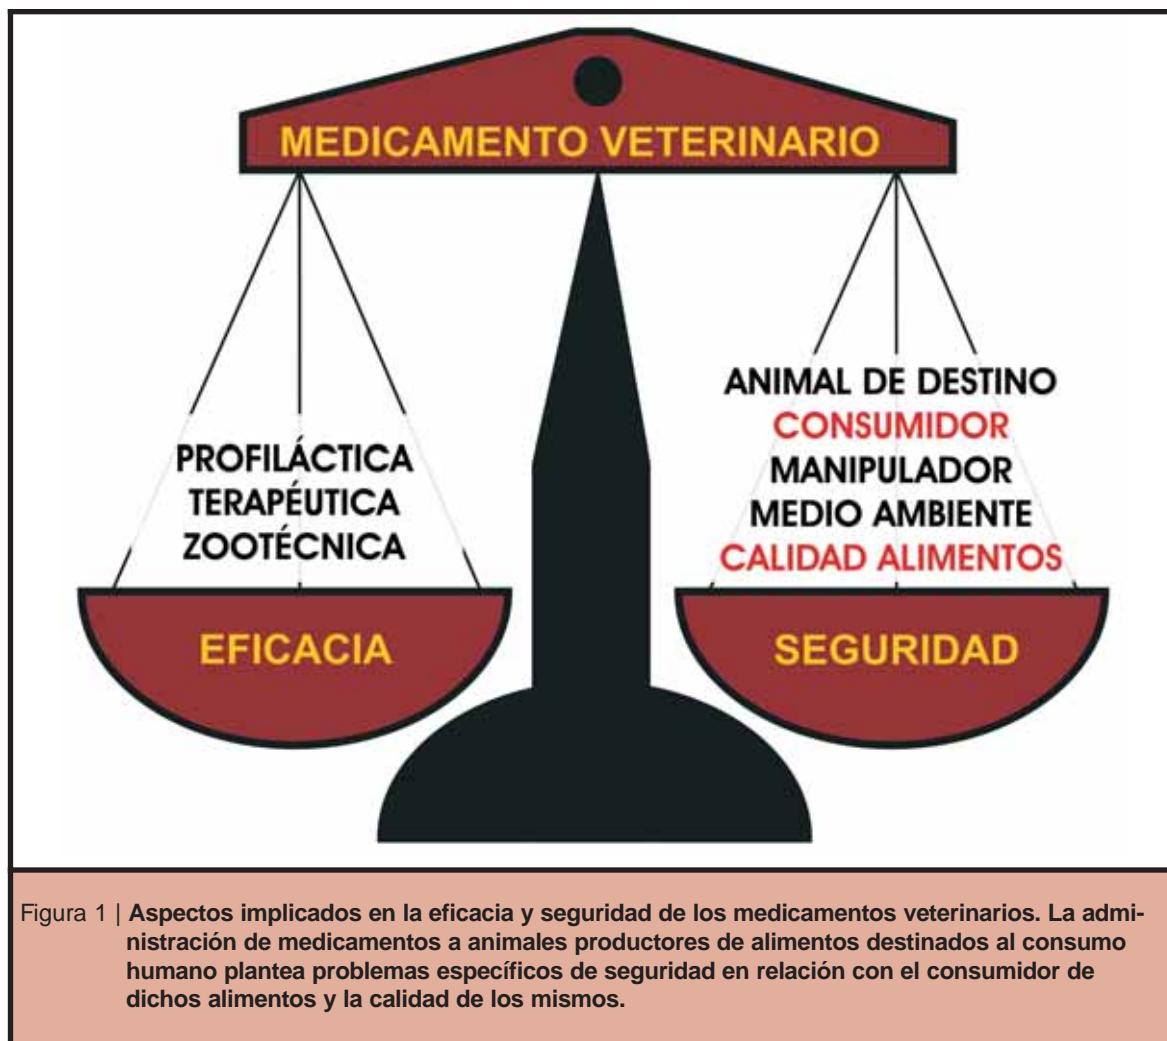 MEDICAMENTO VETERINARIO
PROFILÁCTICA
TERAPÉUTICA
ZOOTÉCNICA
EFICACIA
ANIMAL DE DESTINO
CONSUMIDOR
MANIPULADOR
MEDIO AMBIENTE
CALIDAD ALIMENTOS
SEGURIDAD
Figura 1 | Aspectos implicados en la eficacia y seguridad de los medicamentos veterinarios. La admi-
nistración de medicamentos a animales productores de alimentos destinados al consumo
humano plantea problemas específicos de seguridad en relación con el consumidor de
dichos alimentos y la calidad de los mismos.